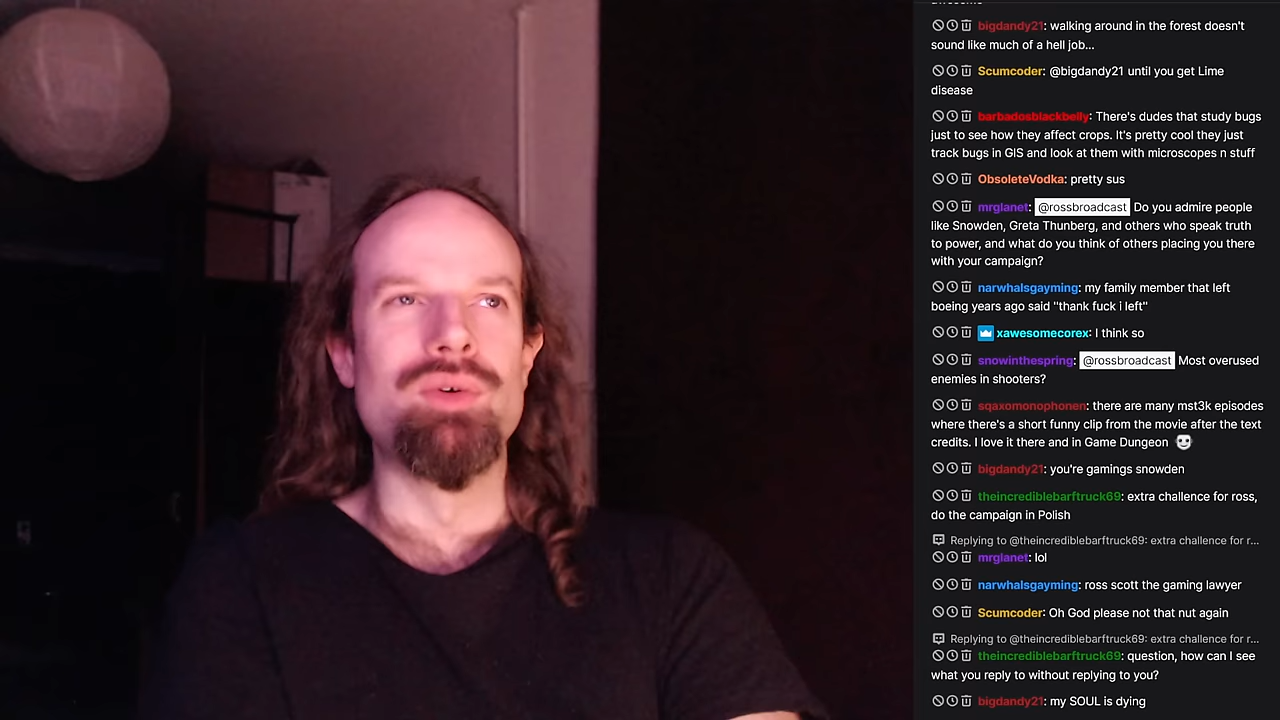 bigdandy21: walking around in the forest doesn't
sound like much of a hell job...
Scumcoder: @bigdandy21 until you get Lime
disease
barbadosblackbelly: There's dudes that study bugs
just to see how they affect crops. It's pretty cool they just
track bugs in GIS and look at them with microscopes n stuff
ObsoleteVodka: pretty sus
mrglanet: @rossbroadcast Do you admire people
like Snowden, Greta Thunberg, and others who speak truth
to power, and what do you think of others placing you there
with your campaign?
narwhalsgayming: my family member that left
boeing years ago said "thank fuck i left"
xawesomecorex: I think so
snowinthespring: @rossbroadcast Most overused
enemies in shooters?
sqaxomonophonen: there are many mst3k episodes
where there's a short funny clip from the movie after the text
credits. I love it there and in Game Dungeon
bigdandy21: you're gamings snowden
theincrediblebarftruck69: extra challence for ross,
do the campaign in Polish
Replying to @theincrediblebarftruck69: extra challence for r...
mrglanet: lol
narwhalsgayming: ross scott the gaming lawyer
Scumcoder: Oh God please not that nut again
Replying to @theincrediblebarftruck69: extra challence for r...
theincrediblebarftruck69: question, how can I see
what you reply to without replying to you?
bigdandy21: my SOUL is dying